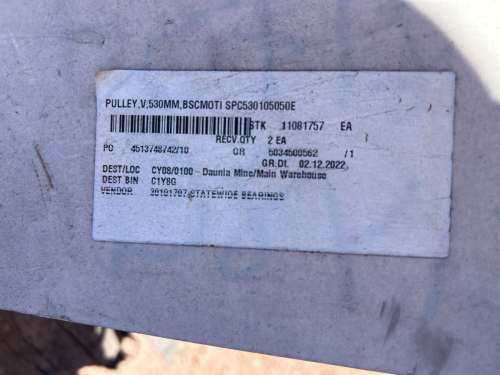 PULLEY,V,530MM,BSCMOTI SPC530105050E
STK 11081757 EA
RECV.QTY 2 EA
PO 4513748742/10 GR 5034500562 /1
GR.Dt. 02.12.2022
DEST/LOC CY08/0100 - Daunia Mine/Main Warehouse
DEST BIN C1Y8G
VENDOR 20101707 STATEWIDE BEARINGS